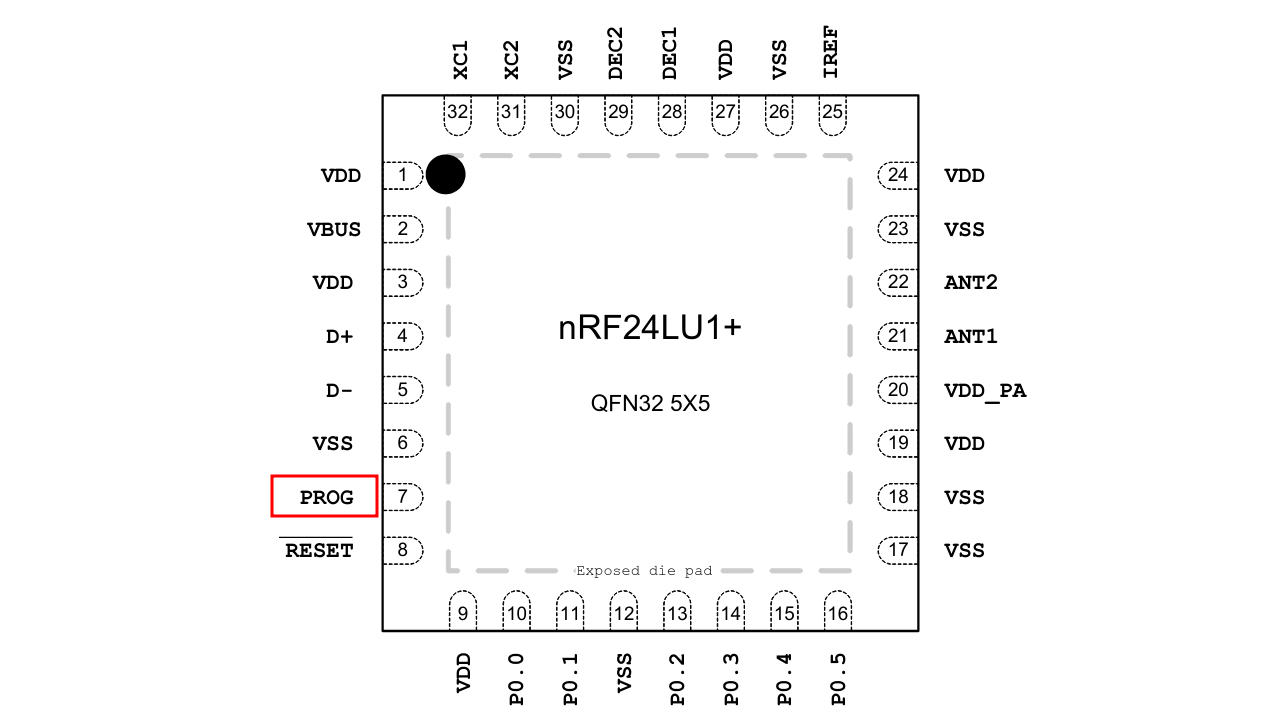 XC1 XC2 VSS DEC2 DEC1 VDD VSS IREF
32 31 30 29 28 27 26 25
VDD 1 24 VDD
VBUS 2 23 VSS
VDD 3 22 ANT2
D+ 4 21 ANT1
nRF24LU1+
D- 5 20 VDD_PA
QFN32 5X5
VSS 6 19 VDD
PROG 7 18 VSS
RESET 8 17 VSS
Exposed die pad
9 10 11 12 13 14 15 16
VDD P0.0 P0.1 VSS P0.2 P0.3 P0.4 P0.5